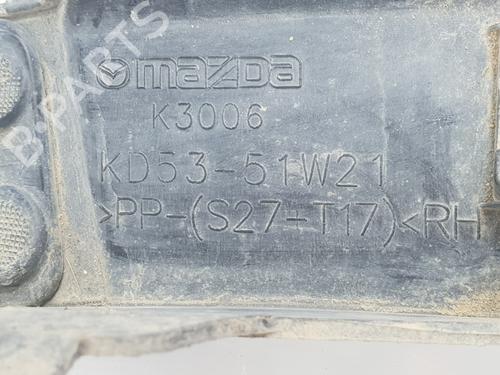 mazda
K3006
KD53-51W21
>PP-(S27-T17)<RH
B-PARTS